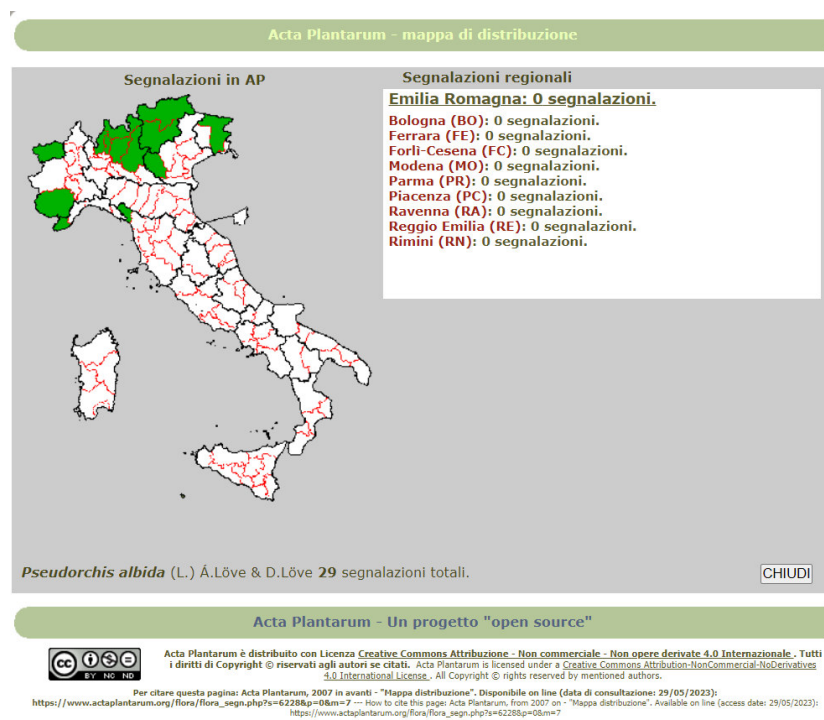 Acta Plantarum - mappa di distribuzione
Segnalazioni in AP
Segnalazioni regionali
Emilia Romagna: 0 segnalazioni.
Bologna (BO): 0 segnalazioni.
Ferrara (FE): 0 segnalazioni.
Forlì-Cesena (FC): 0 segnalazioni.
Modena (MO): 0 segnalazioni.
Parma (PR): 0 segnalazioni.
Piacenza (PC): 0 segnalazioni.
Ravenna (RA): 0 segnalazioni.
Reggio Emilia (RE): 0 segnalazioni.
Rimini (RN): 0 segnalazioni.
Pseudorchis albida (L.) Á.Löve & D.Löve 29 segnalazioni totali.
CHIUDI
Acta Plantarum - Un progetto "open source"
cc BY NC ND
Acta Plantarum è distribuito con Licenza Creative Commons Attribuzione - Non commerciale - Non opere derivate 4.0 Internazionale . Tutti
i diritti di Copyright © riservati agli autori se citati. Acta Plantarum is licensed under a Creative Commons Attribution-NonCommercial-NoDerivatives
4.0 International License . All Copyright © rights reserved by mentioned authors.
Per citare questa pagina: Acta Plantarum, 2007 in avanti - "Mappa distribuzione". Disponibile on line (data di consultazione: 29/05/2023):
https://www.actaplantarum.org/flora/flora_segn.php?s=6228&p=0&m=7 --- How to cite this page: Acta Plantarum, from 2007 on - "Mappa distribuzione". Available on line (access date: 29/05/2023):
https://www.actaplantarum.org/flora/flora_segn.php?s=6228&p=0&m=7